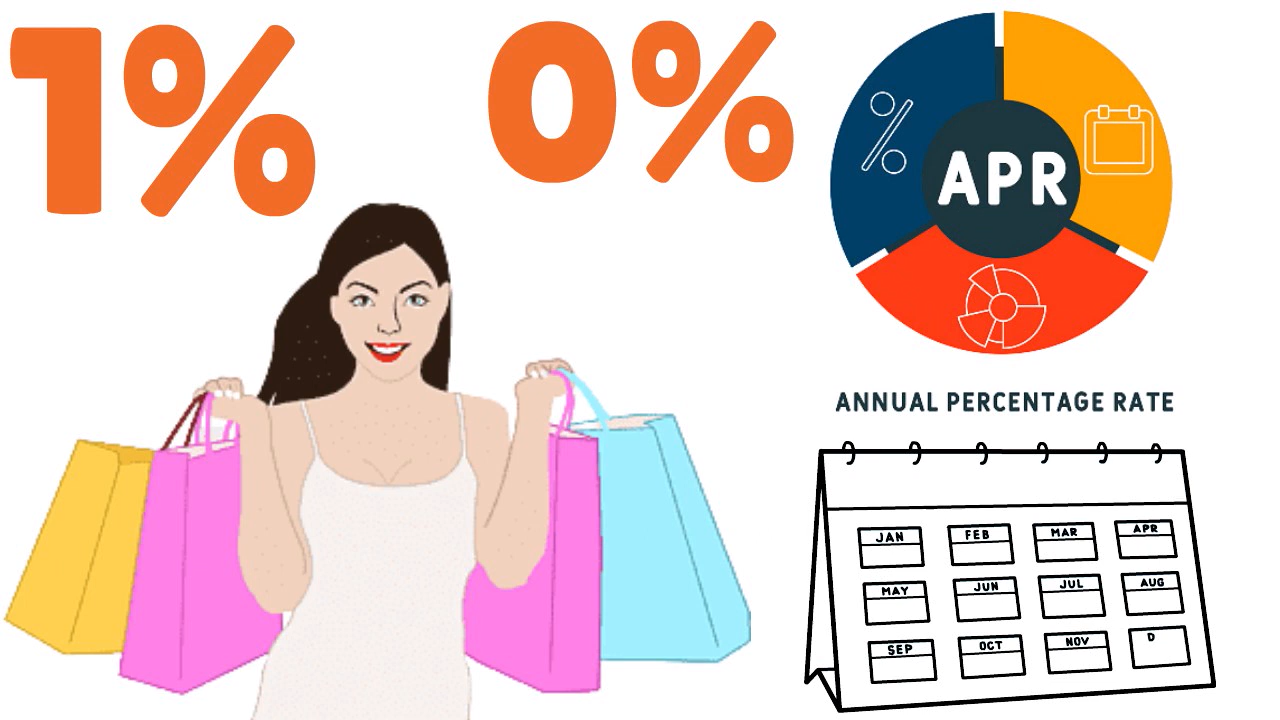 1%
0%
APR
ANNUAL PERCENTAGE RATE
JAN FEB MAR APR
MAY JUN JUL AUG
SEP OCT NOV D